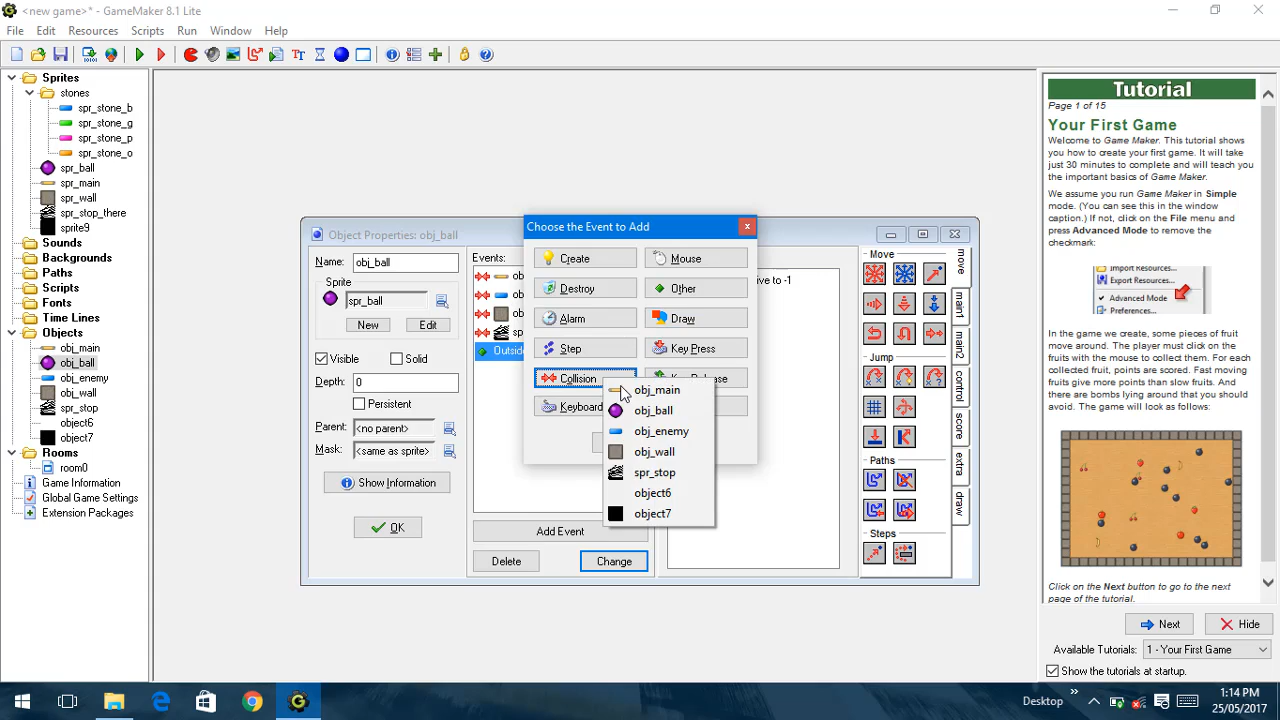 <new game>* - GameMaker 8.1 Lite
File Edit Resources Scripts Run Window Help
Sprites
stones
spr_stone_b
spr_stone_g
spr_stone_p
spr_stone_o
spr_ball
spr_main
spr_wall
spr_stop_there
sprite9
Sounds
Backgrounds
Paths
Scripts
Fonts
Time Lines
Objects
obj_main
obj_ball
obj_enemy
obj_wall
spr_stop
object6
object7
Rooms
room0
Game Information
Global Game Settings
Extension Packages
Object Properties: obj_ball
Name: obj_ball
Sprite
spr_ball
New Edit
Visible Solid
Depth: 0
Persistent
Parent: <no parent>
Mask: <same as sprite>
Show Information
OK
Events:
Add Event
Delete Change
Choose the Event to Add
Create Mouse
Destroy Other
Alarm Draw
Step Key Press
Collision
Keyboard
obj_main
obj_ball
obj_enemy
obj_wall
spr_stop
object6
object7
Move
Jump
Paths
Steps
move
main1
main2
control
score
extra
draw
Tutorial
Page 1 of 15
Your First Game
Welcome to Game Maker. This tutorial shows
you how to create your first game. It will take
just 30 minutes to complete and will teach you
the important basics of Game Maker.
We assume you run Game Maker in Simple
mode. (You can see this in the window
caption.) If not, click on the File menu and
press Advanced Mode to remove the
checkmark:
Import Resources...
Export Resources...
Advanced Mode
Preferences...
In the game we create, some pieces of fruit
move around. The player must click on the
fruits with the mouse to collect them. For each
collected fruit, points are scored. Fast moving
fruits give more points than slow fruits. And
there are bombs lying around that you should
avoid. The game will look as follows:
Click on the Next button to go to the next
page of the tutorial.
Next Hide
Available Tutorials: 1 - Your First Game
Show the tutorials at startup.
Desktop
1:14 PM
25/05/2017